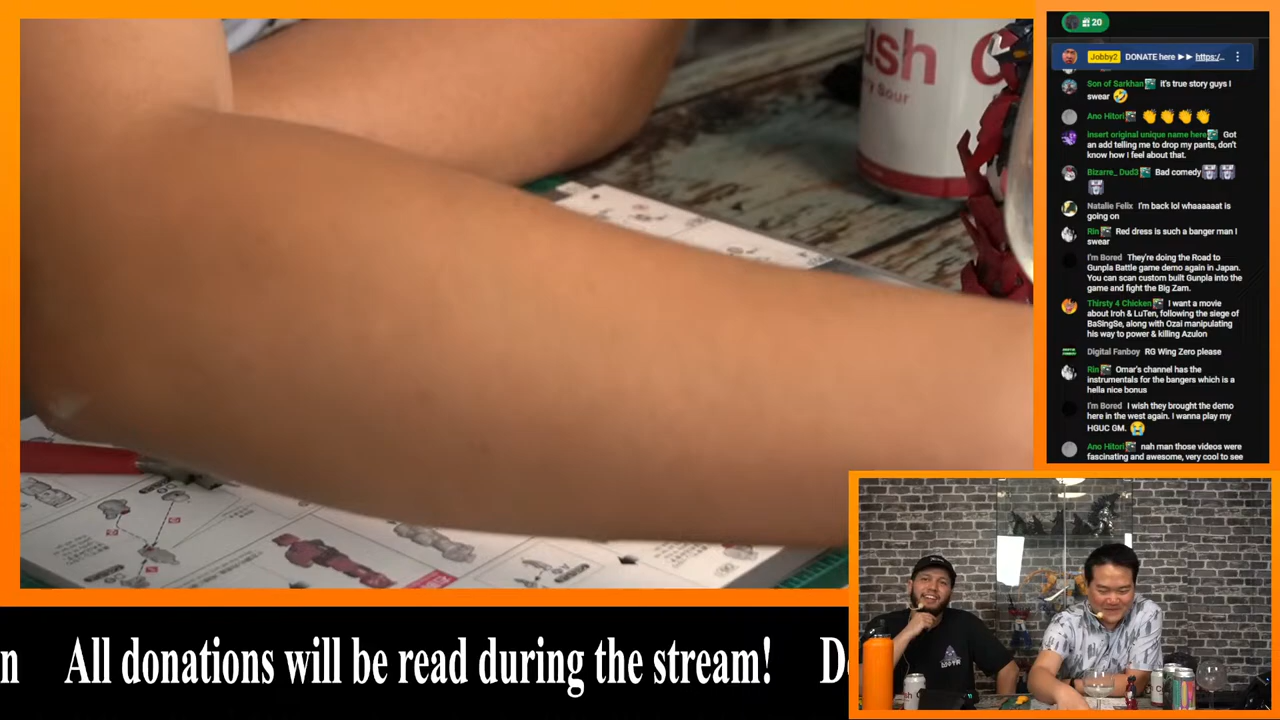 ush
ry Sour
C
20
Jobby2 DONATE here ►► https:/...
Son of Sarkhan it's true story guys I
swear 🤣
Ano Hitori 👏👏👏👏
insert original unique name here Got
an add telling me to drop my pants, don't
know how I feel about that.
Bizarre_ Dud3 Bad comedy
Natalie Felix I'm back lol whaaaaaat is
going on
Rin Red dress is such a banger man I
swear
I'm Bored They're doing the Road to
Gunpla Battle game demo again in Japan.
You can scan custom built Gunpla into the
game and fight the Big Zam.
Thirsty 4 Chicken I want a movie
about Iroh & LuTen, following the siege of
BaSingSe, along with Ozai manipulating
his way to power & killing Azulon
Digital Fanboy RG Wing Zero please
Rin Omar's channel has the
instrumentals for the bangers which is a
hella nice bonus
I'm Bored I wish they brought the demo
here in the west again. I wanna play my
HGUC GM. 😭
Ano Hitori nah man those videos were
fascinating and awesome, very cool to see
n All donations will be read during the stream! D